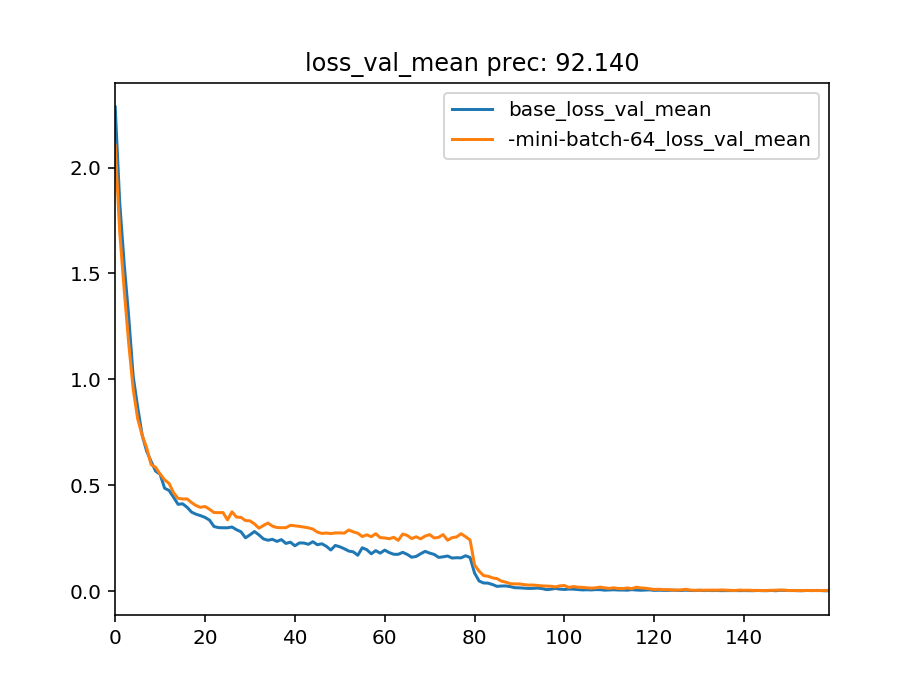 loss_val_mean prec: 92.140
base_loss_val_mean
-mini-batch-64_loss_val_mean
2.0
1.5
1.0
0.5
0.0
0 20 40 60 80 100 120 140